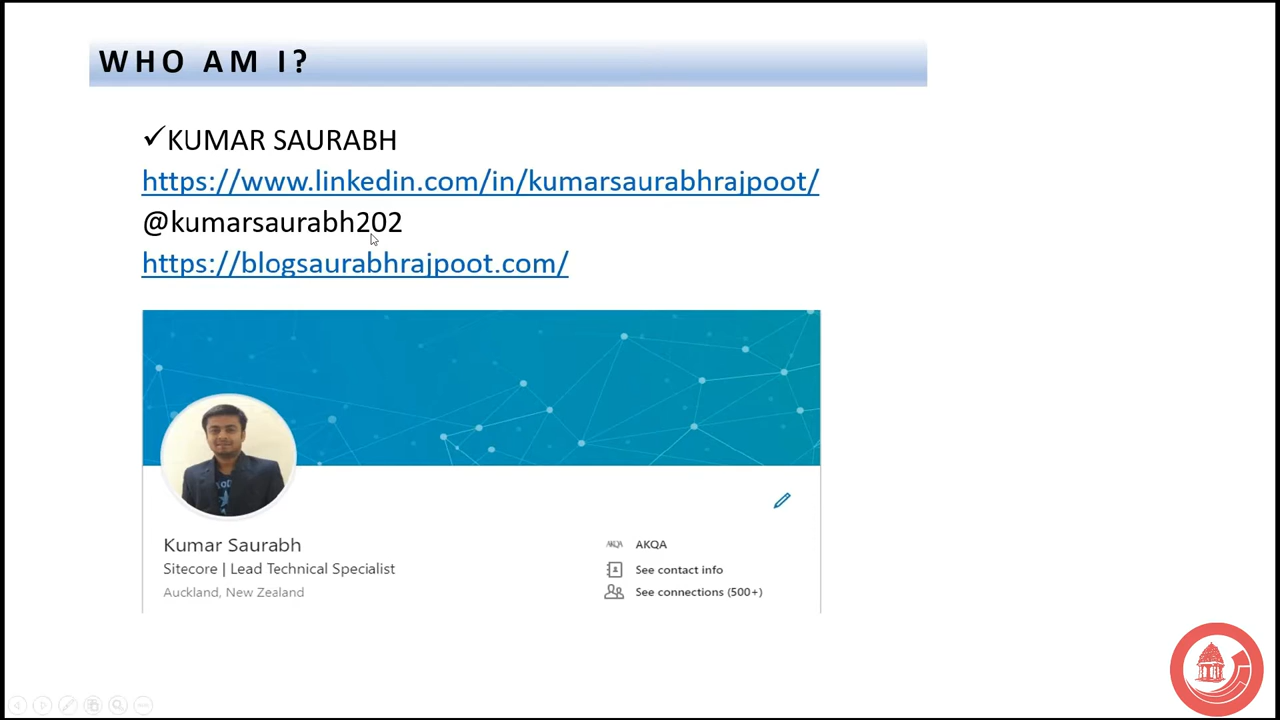 WHO AM I?
✓KUMAR SAURABH
https://www.linkedin.com/in/kumarsaurabhrajpoot/
@kumarsaurabh202
https://blogsaurabhrajpoot.com/
Kumar Saurabh
Sitecore | Lead Technical Specialist
Auckland, New Zealand
AKQA AKQA
See contact info
See connections (500+)